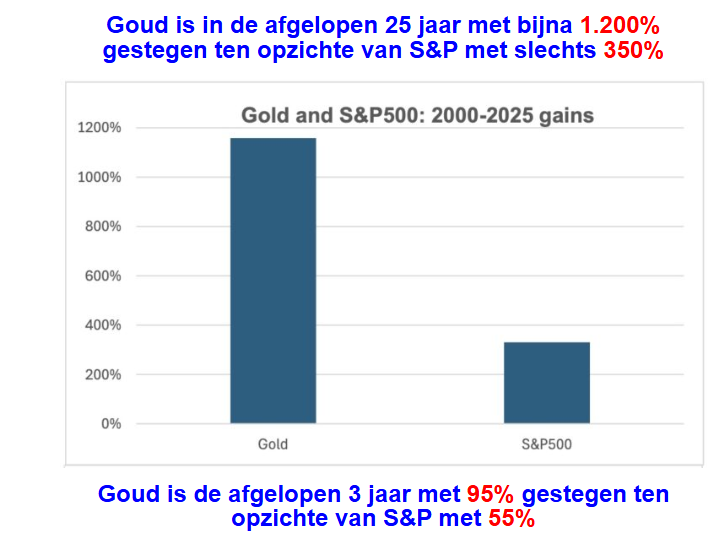 Goud is in de afgelopen 25 jaar met bijna 1.200%
gestegen ten opzichte van S&P met slechts 350%
Gold and S&P500: 2000-2025 gains
1200%
1000%
800%
600%
400%
200%
0%
Gold
S&P500
Goud is de afgelopen 3 jaar met 95% gestegen ten
opzichte van S&P met 55%